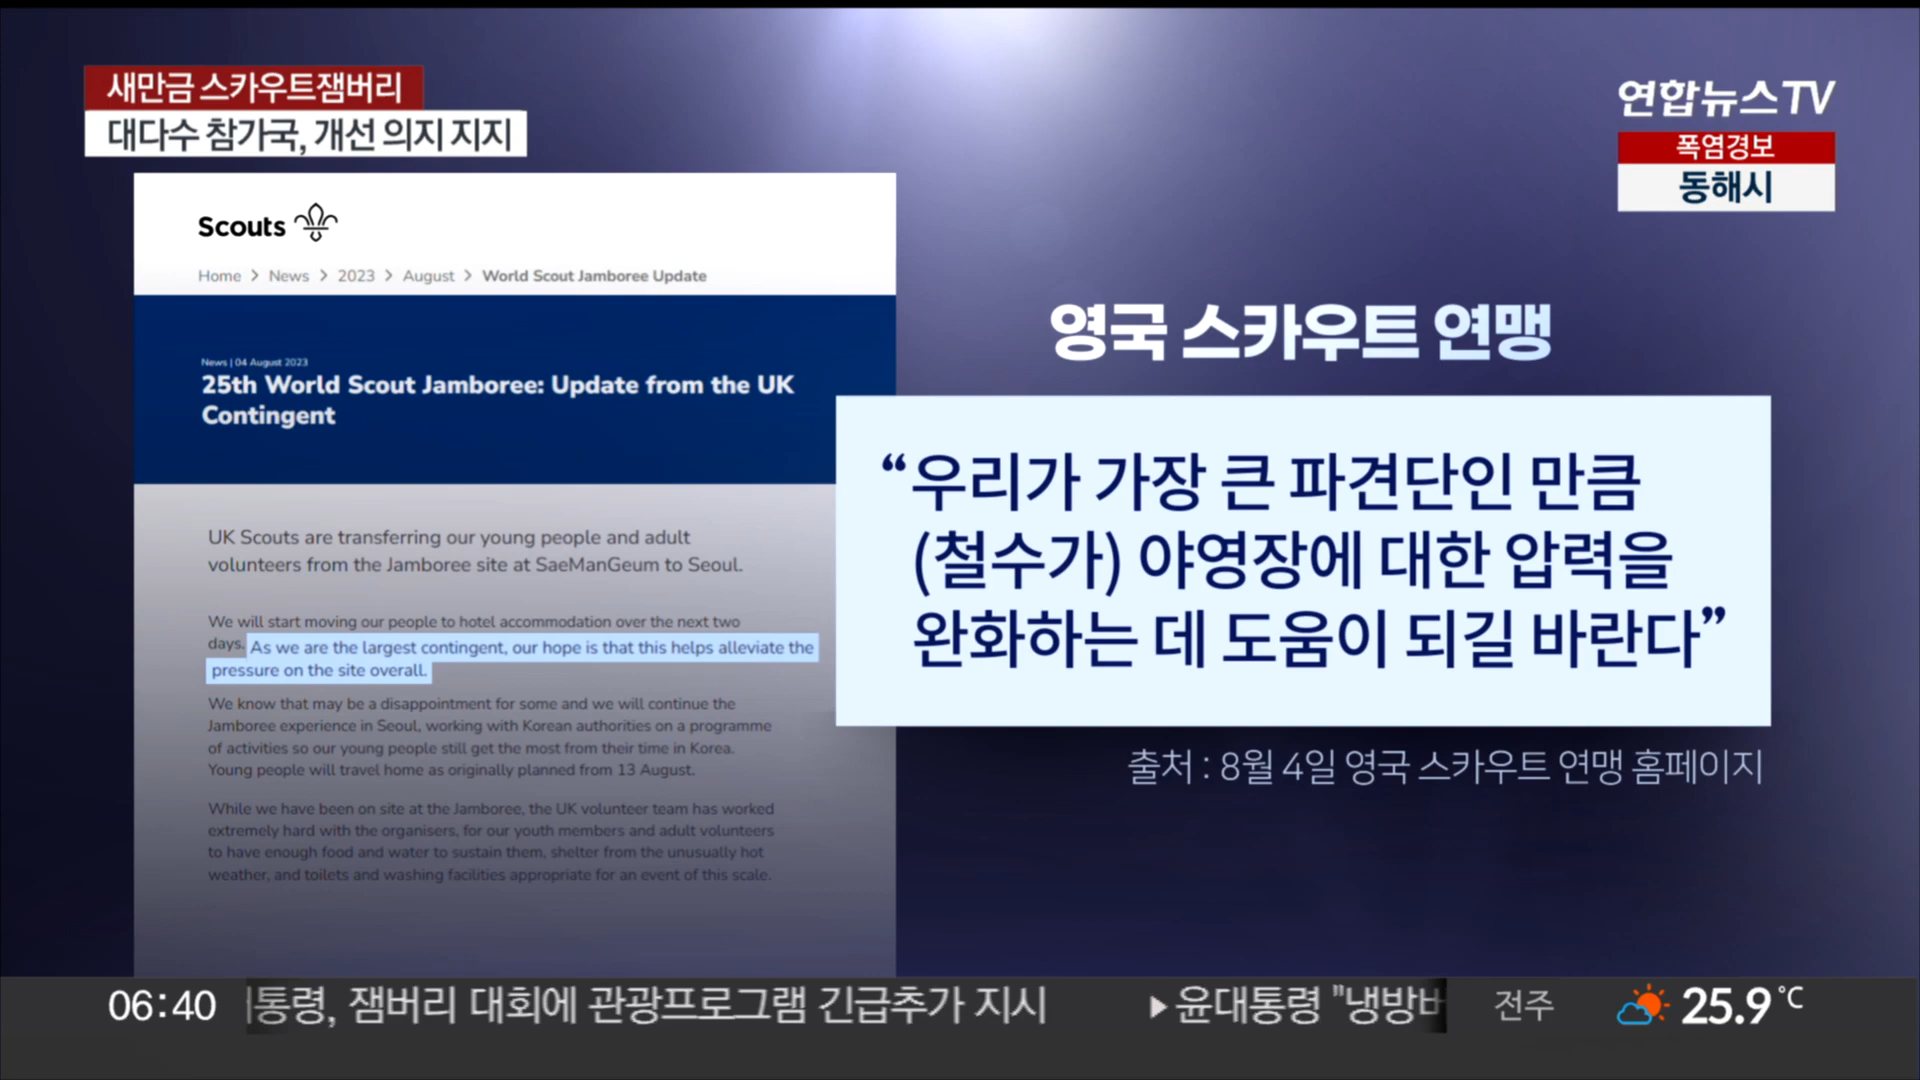 새만금 스카우트잼버리
대다수 참가국, 개선 의지 지지
연합뉴스TV
폭염경보
동해시
Scouts
Home > News > 2023 > August > World Scout Jamboree Update
News | 04 August 2023
25th World Scout Jamboree: Update from the UK
Contingent
UK Scouts are transferring our young people and adult
volunteers from the Jamboree site at SaeManGeum to Seoul.
We will start moving our people to hotel accommodation over the next two
days. As we are the largest contingent, our hope is that this helps alleviate the
pressure on the site overall.
We know that may be a disappointment for some and we will continue the
Jamboree experience in Seoul, working with Korean authorities on a programme
of activities so our young people still get the most from their time in Korea.
Young people will travel home as originally planned from 13 August.
While we have been on site at the Jamboree, the UK volunteer team has worked
extremely hard with the organisers, for our youth members and adult volunteers
to have enough food and water to sustain them, shelter from the unusually hot
weather, and toilets and washing facilities appropriate for an event of this scale.
영국 스카우트 연맹
“우리가 가장 큰 파견단인 만큼
(철수가) 야영장에 대한 압력을
완화하는 데 도움이 되길 바란다”
출처 : 8월 4일 영국 스카우트 연맹 홈페이지
06:40 통령, 잼버리 대회에 관광프로그램 긴급추가 지시 ▶윤대통령 "냉방 전주 25.9℃